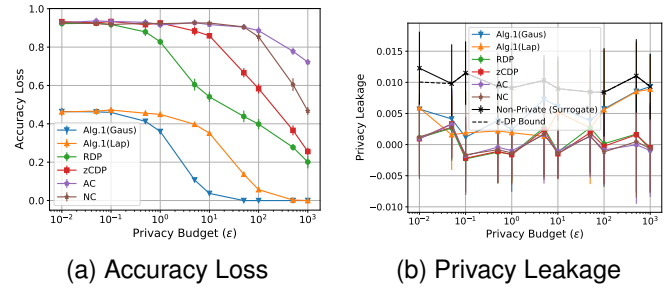 1.0
0.8
0.6
0.4
0.2
0.0
Accuracy Loss
Alg.1(Gaus)
Alg.1(Lap)
RDP
zCDP
AC
NC
10⁻² 10⁻¹ 10⁰ 10¹ 10² 10³
Privacy Budget (ε)
(a) Accuracy Loss
0.015
0.010
0.005
0.000
−0.005
−0.010
Privacy Leakage
Alg.1(Gaus)
Alg.1(Lap)
RDP
zCDP
AC
NC
Non-Private (Surrogate)
ε-DP Bound
10⁻² 10⁻¹ 10⁰ 10¹ 10² 10³
Privacy Budget (ε)
(b) Privacy Leakage